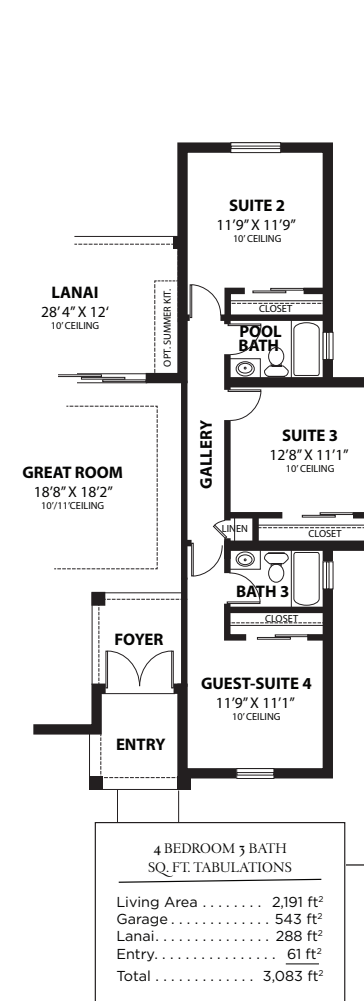 SUITE 2
11'9" X 11'9"
10' CEILING
CLOSET
LANAI
28' 4" X 12'
10' CEILING
OPT. SUMMER KIT.
POOL
BATH
GALLERY
SUITE 3
12'8" X 11'1"
10' CEILING
GREAT ROOM
18'8" X 18'2"
10'/11'CEILING
LINEN
CLOSET
BATH 3
CLOSET
FOYER
GUEST-SUITE 4
11'9" X 11'1"
10' CEILING
ENTRY
4 BEDROOM 3 BATH
SQ. FT. TABULATIONS
Living Area . . . . . . . . 2,191 ft²
Garage . . . . . . . . . . . . . 543 ft²
Lanai. . . . . . . . . . . . . . . 288 ft²
Entry. . . . . . . . . . . . . . . . 61 ft²
Total . . . . . . . . . . . . . 3,083 ft²